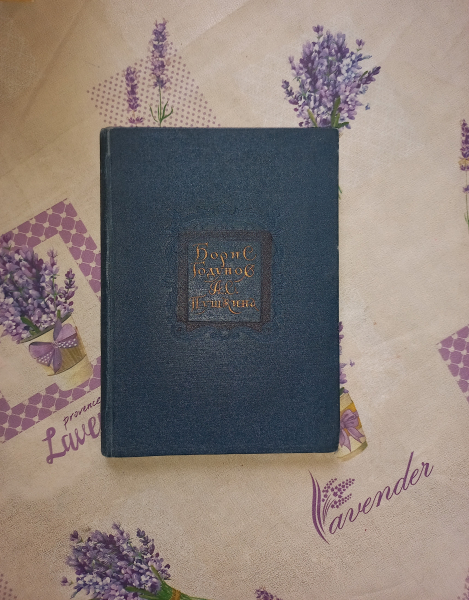 Борис
Годунов
А.С.
Пушкина
provence
Lave
Lavender